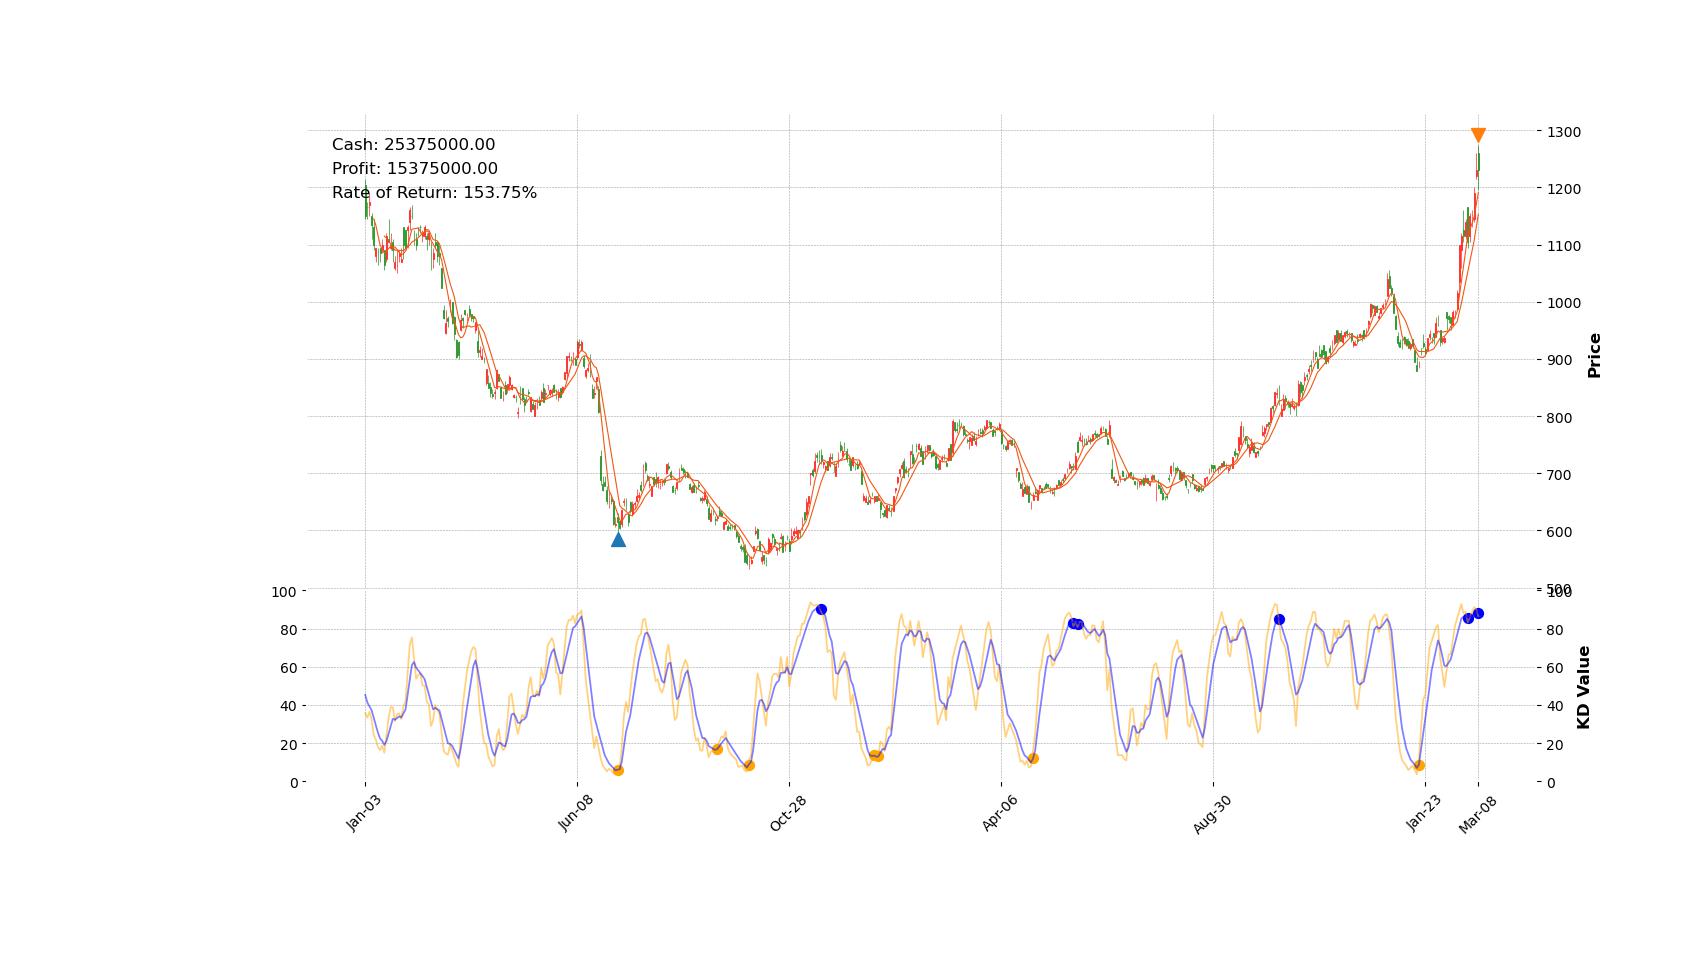 Cash: 25375000.00
Profit: 15375000.00
Rate of Return: 153.75%
1300
1200
1100
1000
900
800
700
600
500
Price
100
80
60
40
20
0
100
80
60
40
20
0
KD Value
Jan-03
Jun-08
Oct-28
Apr-06
Aug-30
Jan-23
Mar-08